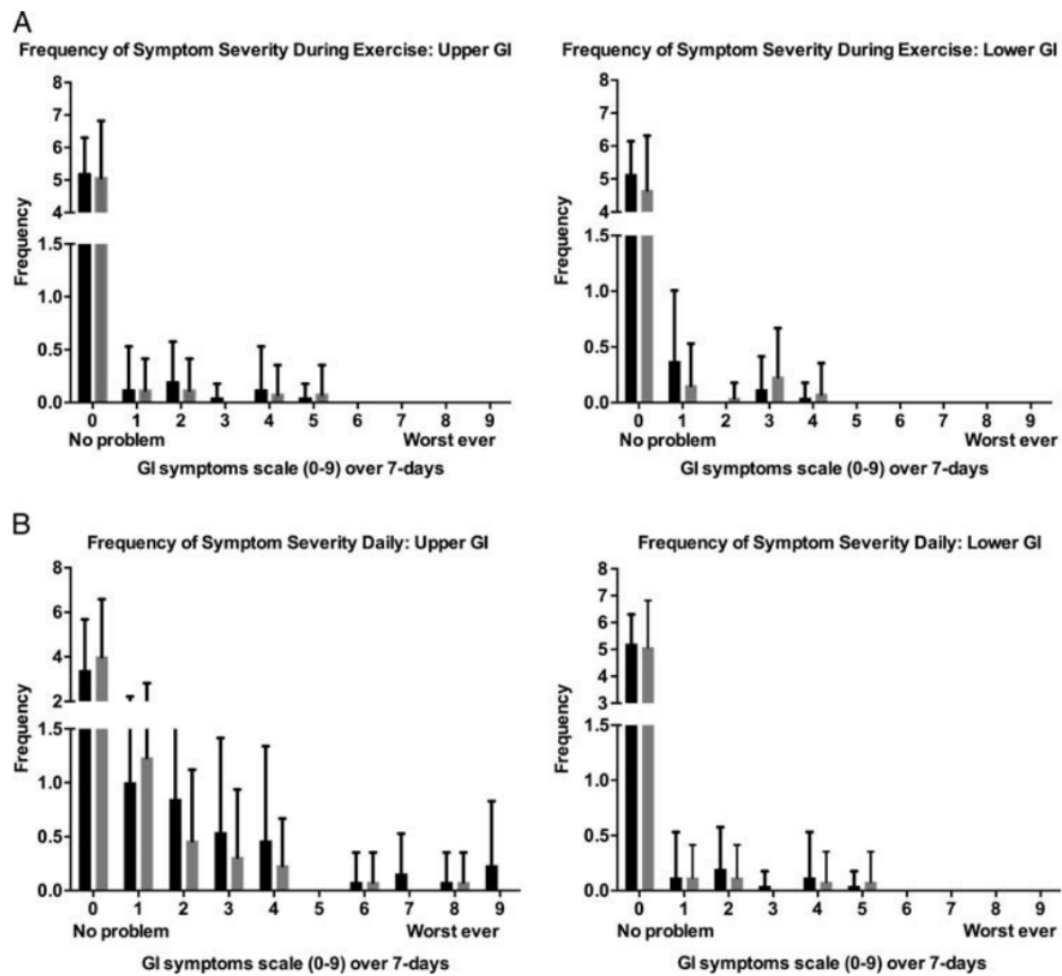 A
Frequency of Symptom Severity During Exercise: Upper GI
8
7
6
5
4
1.5
1.0
0.5
0.0
Frequency
0 1 2 3 4 5 6 7 8 9
No problem Worst ever
GI symptoms scale (0-9) over 7-days
Frequency of Symptom Severity During Exercise: Lower GI
8
7
6
5
4
1.5
1.0
0.5
0.0
Frequency
0 1 2 3 4 5 6 7 8 9
No problem Worst ever
GI symptoms scale (0-9) over 7-days
B
Frequency of Symptom Severity Daily: Upper GI
8
6
4
2
1.5
1.0
0.5
0.0
Frequency
0 1 2 3 4 5 6 7 8 9
No problem Worst ever
GI symptoms scale (0-9) over 7-days
Frequency of Symptom Severity Daily: Lower GI
8
7
6
5
4
3
1.5
1.0
0.5
0.0
Frequency
0 1 2 3 4 5 6 7 8 9
No problem Worst ever
GI symptoms scale (0-9) over 7-days